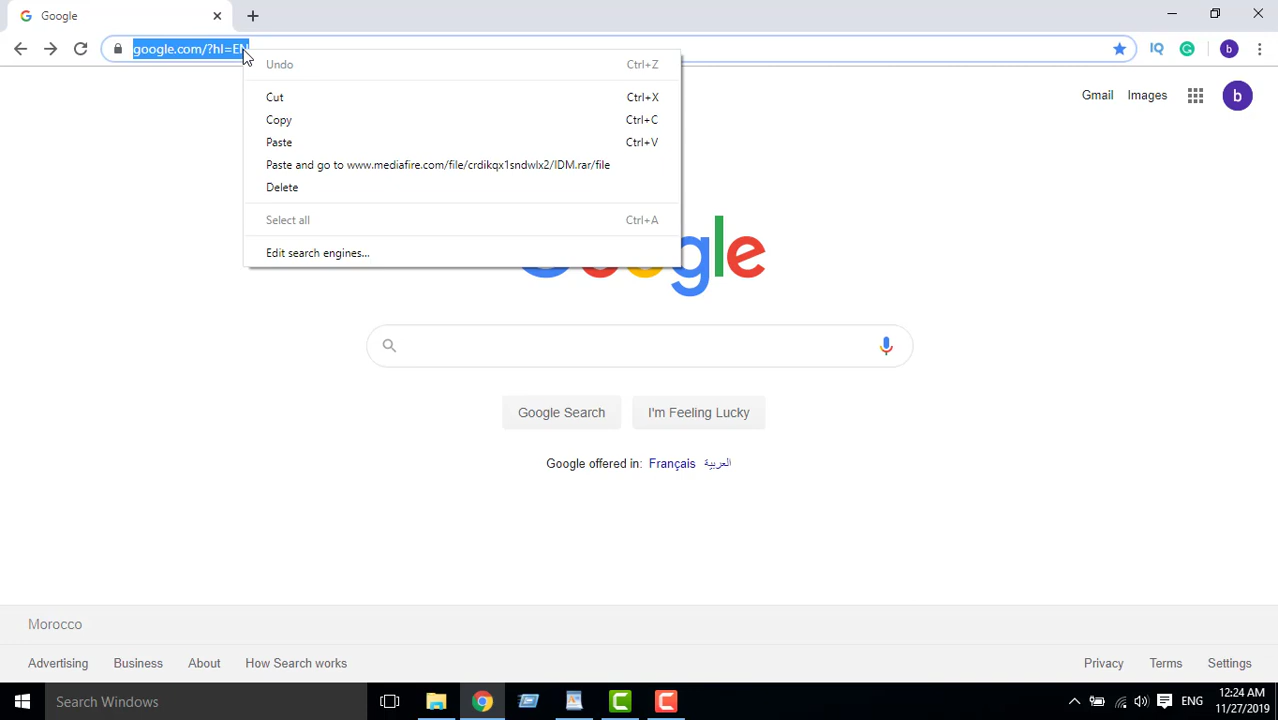 Google
google.com/?hl=EN
Undo Ctrl+Z
Cut Ctrl+X
Copy Ctrl+C
Paste Ctrl+V
Paste and go to www.mediafire.com/file/crdikqx1sndwlx2/IDM.rar/file
Delete
Select all Ctrl+A
Edit search engines...
IQ
b
Gmail Images b
Google
Google Search I'm Feeling Lucky
Google offered in: Français العربية
Morocco
Advertising Business About How Search works Privacy Terms Settings
Search Windows C C ENG 12:24 AM
11/27/2019